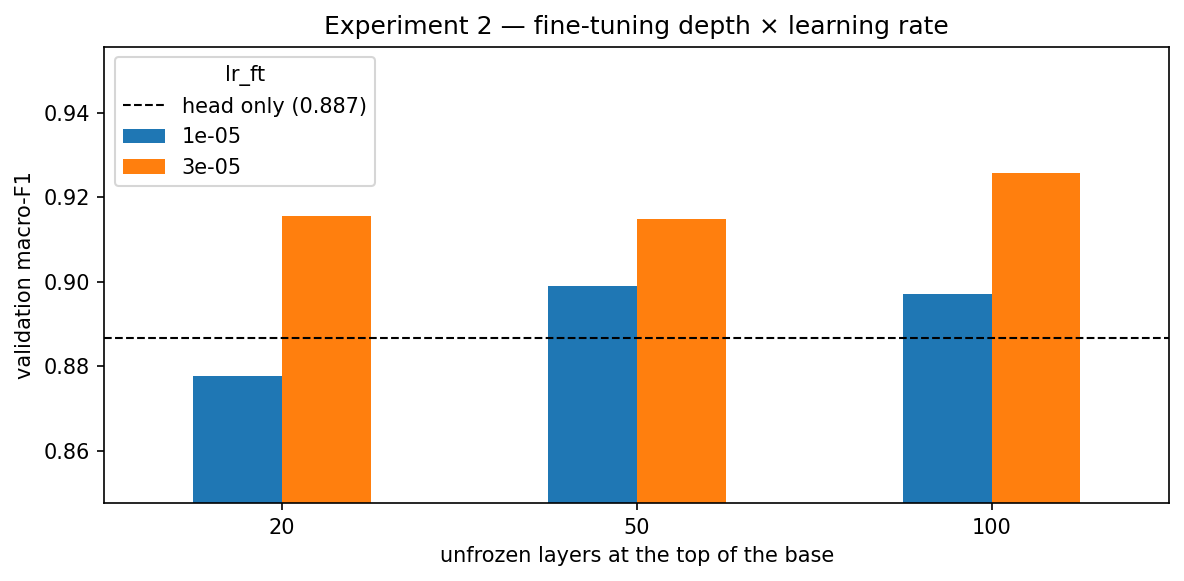 Experiment 2 — fine-tuning depth × learning rate
lr_ft
head only (0.887)
1e-05
3e-05
validation macro-F1
0.94
0.92
0.90
0.88
0.86
20
50
100
unfrozen layers at the top of the base